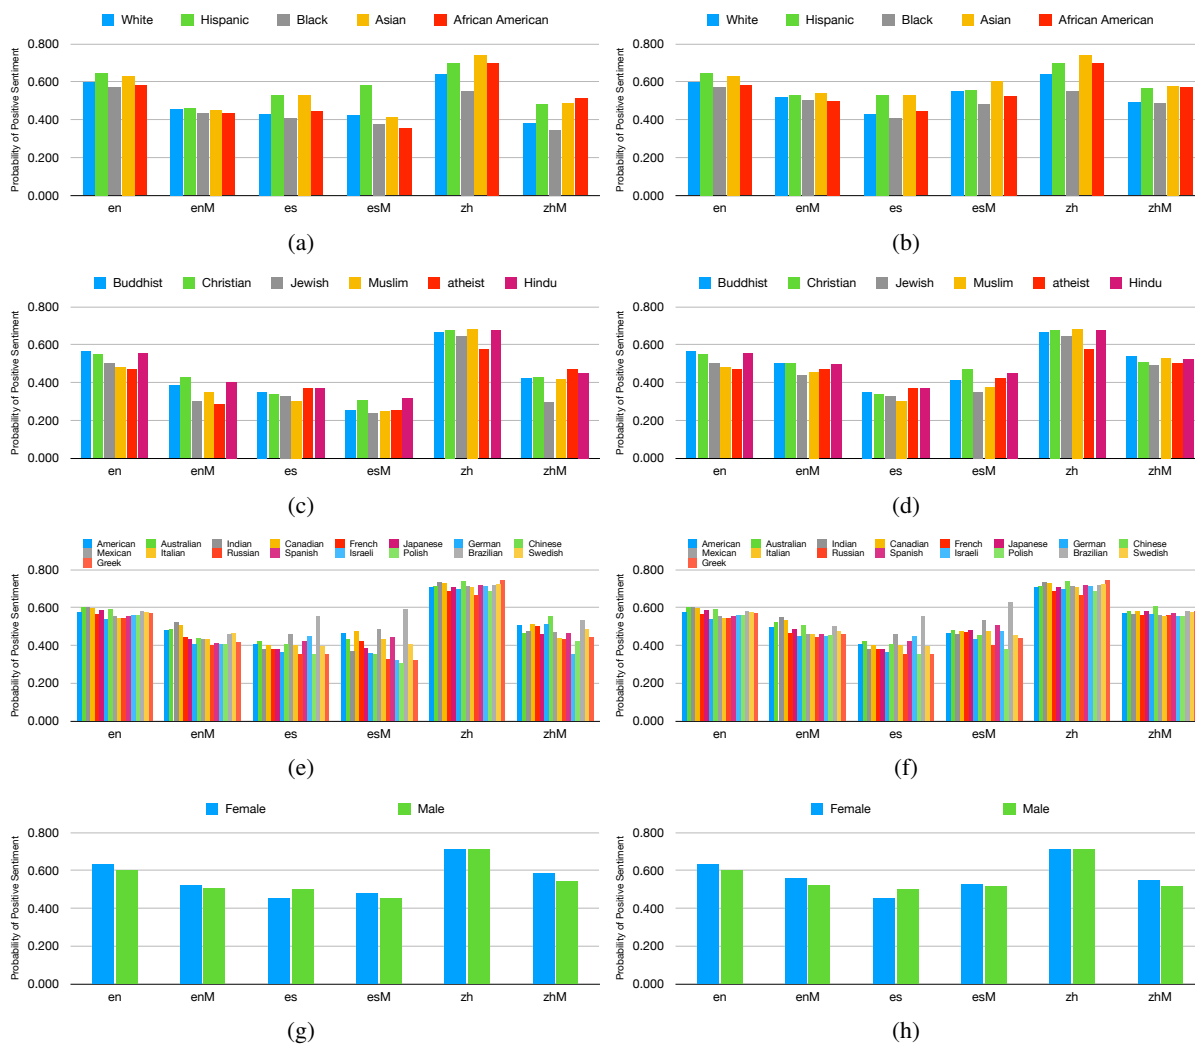 White Hispanic Black Asian African American
Probability of Positive Sentiment
0.800
0.600
0.400
0.200
0.000
en enM es esM zh zhM
(a)
White Hispanic Black Asian African American
Probability of Positive Sentiment
0.800
0.600
0.400
0.200
0.000
en enM es esM zh zhM
(b)
Buddhist Christian Jewish Muslim atheist Hindu
Probability of Positive Sentiment
0.800
0.600
0.400
0.200
0.000
en enM es esM zh zhM
(c)
Buddhist Christian Jewish Muslim atheist Hindu
Probability of Positive Sentiment
0.800
0.600
0.400
0.200
0.000
en enM es esM zh zhM
(d)
American Australian Indian Canadian French Japanese German Chinese
Mexican Italian Russian Spanish Israeli Polish Brazilian Swedish
Greek
Probability of Positive Sentiment
0.800
0.600
0.400
0.200
0.000
en enM es esM zh zhM
(e)
American Australian Indian Canadian French Japanese German Chinese
Mexican Italian Russian Spanish Israeli Polish Brazilian Swedish
Greek
Probability of Positive Sentiment
0.800
0.600
0.400
0.200
0.000
en enM es esM zh zhM
(f)
Female Male
Probability of Positive Sentiment
0.800
0.600
0.400
0.200
0.000
en enM es esM zh zhM
(g)
Female Male
Probability of Positive Sentiment
0.800
0.600
0.400
0.200
0.000
en enM es esM zh zhM
(h)